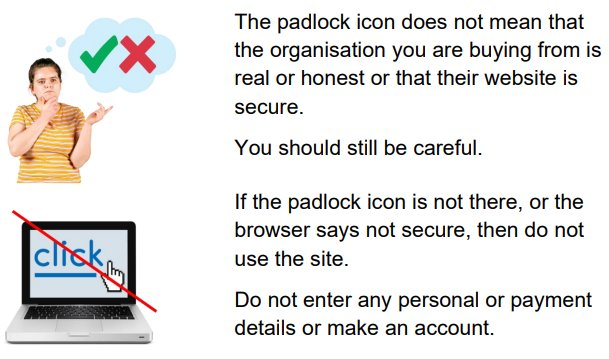 The padlock icon does not mean that
the organisation you are buying from is
real or honest or that their website is
secure.
You should still be careful.
If the padlock icon is not there, or the
browser says not secure, then do not
use the site.
Do not enter any personal or payment
details or make an account.
click